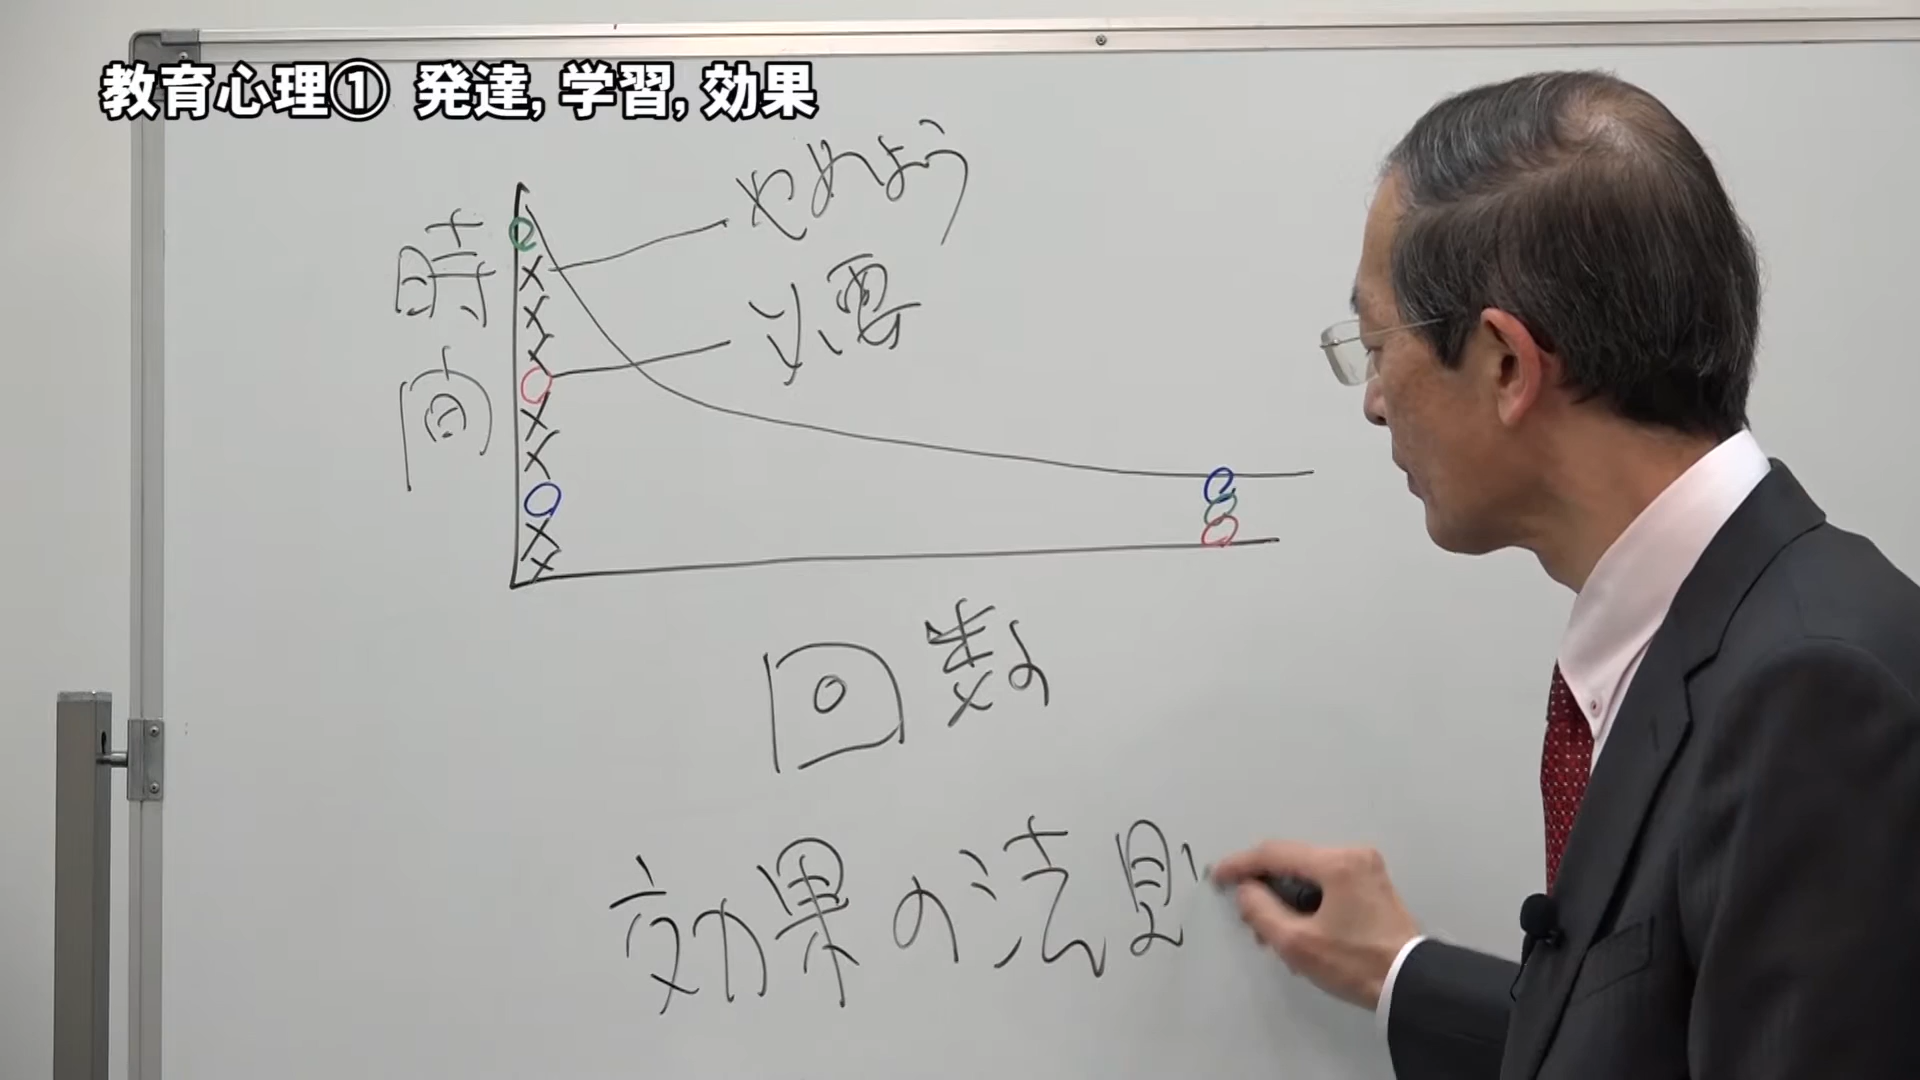 教育心理① 発達, 学習, 効果
やめよう
必要
時間
回数
効果の法則